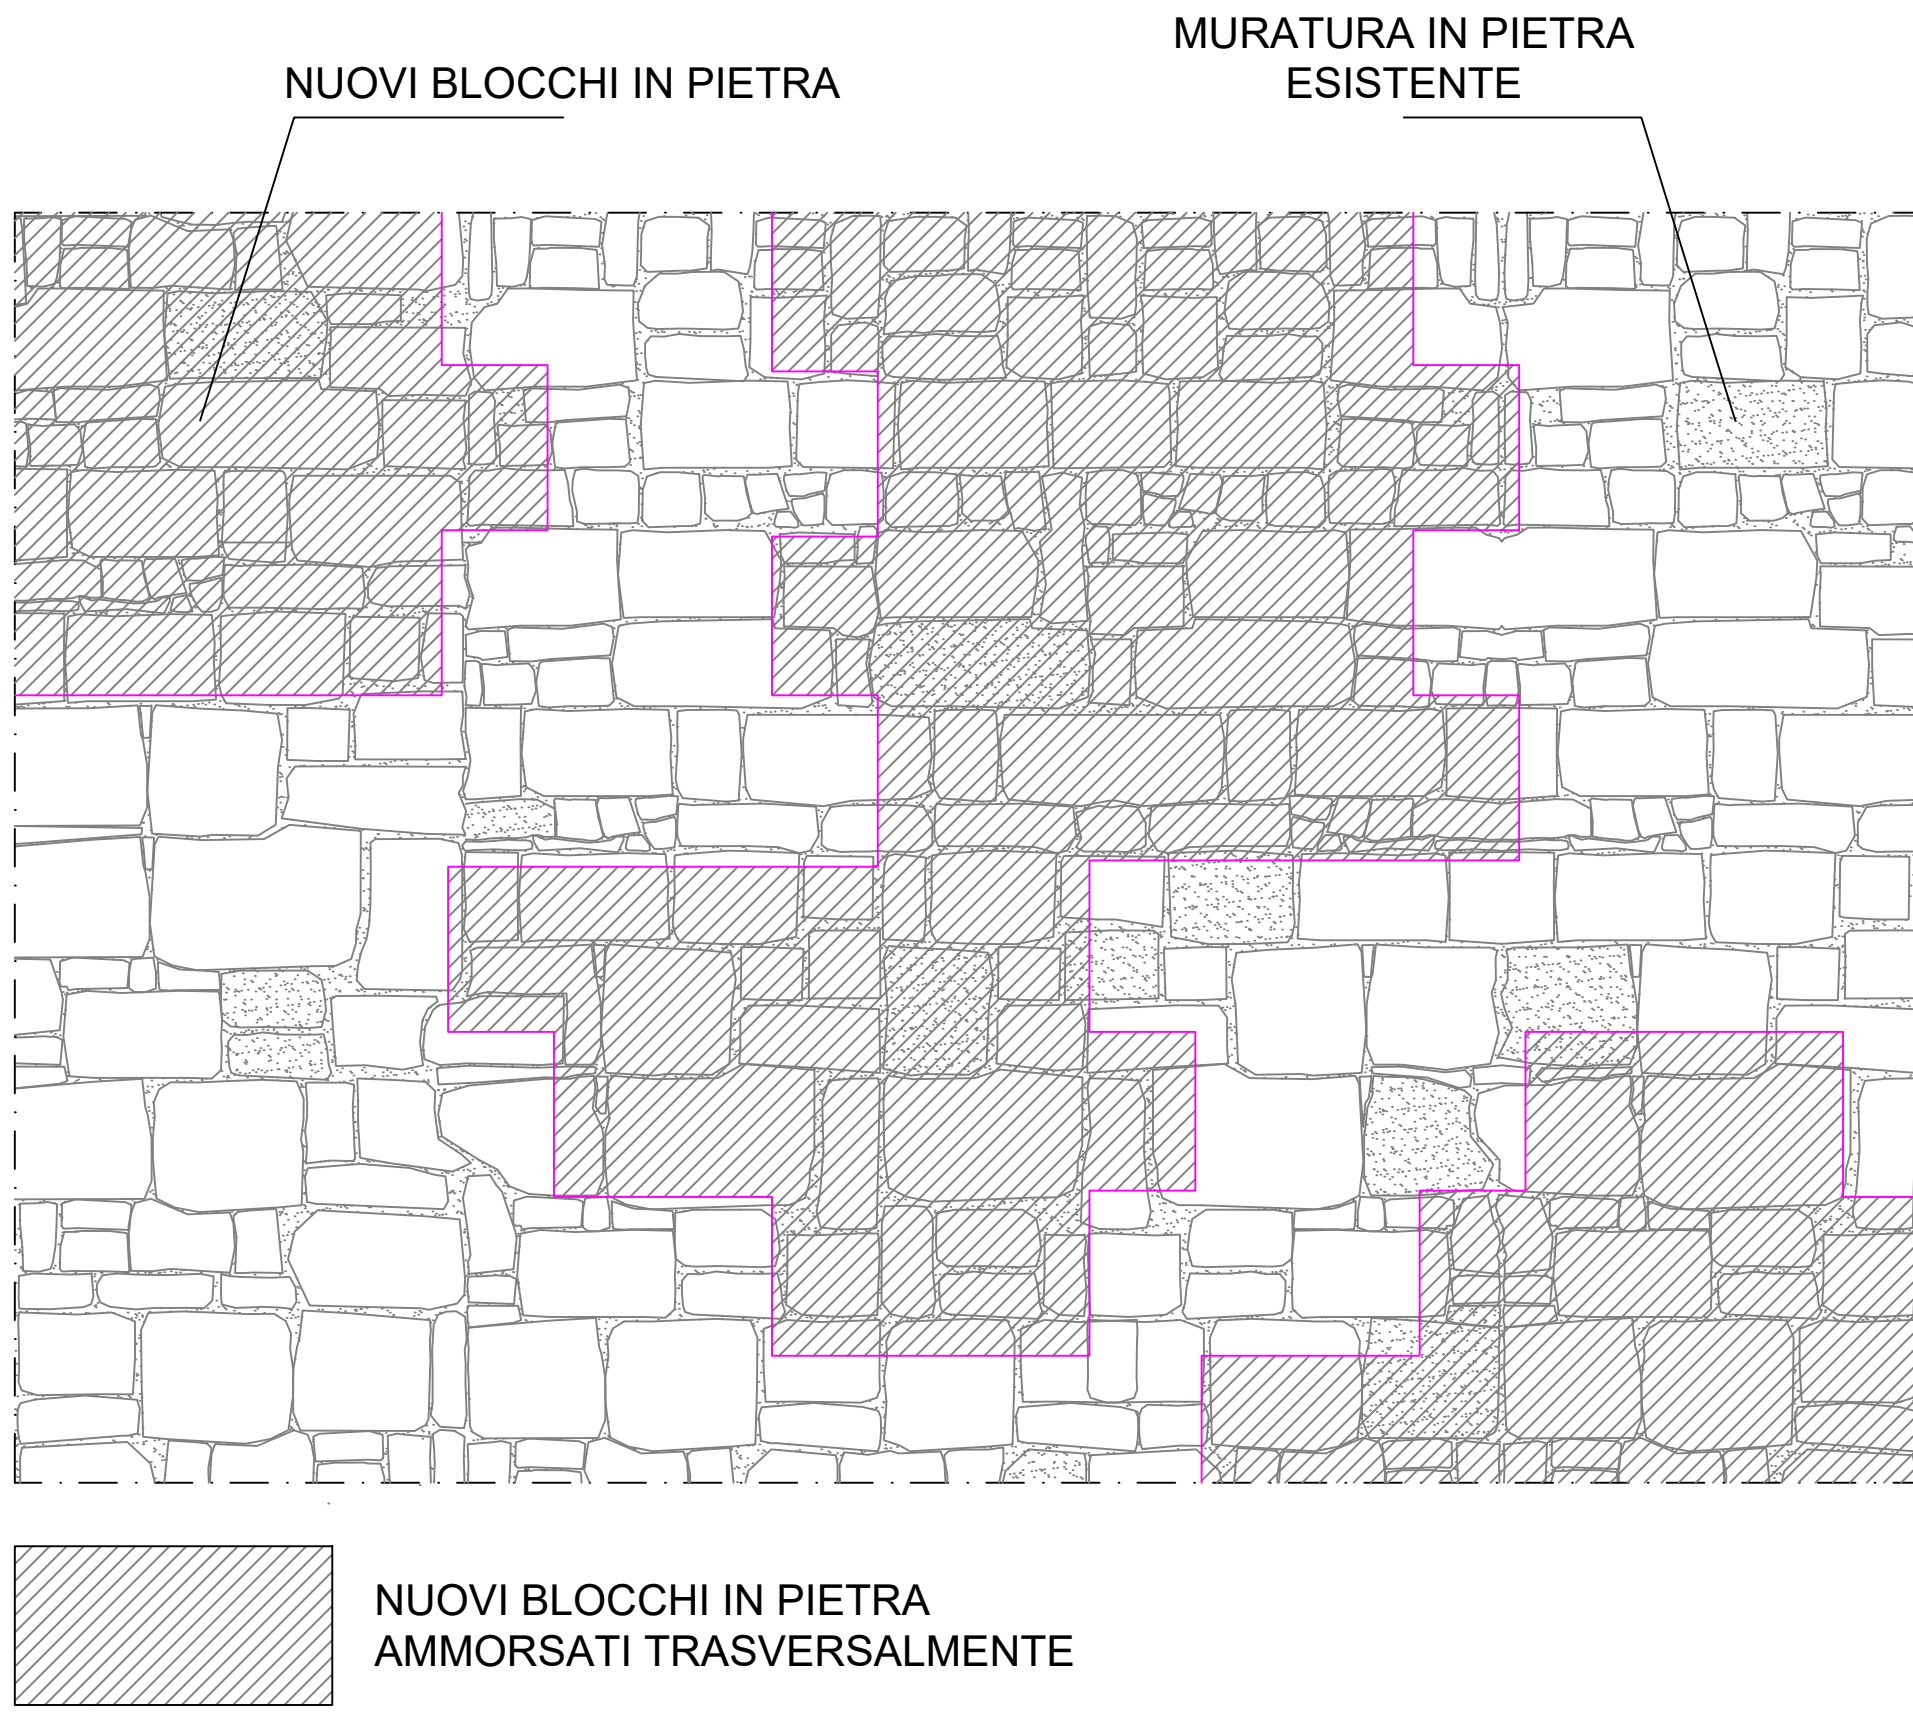 NUOVI BLOCCHI IN PIETRA
MURATURA IN PIETRA
ESISTENTE
NUOVI BLOCCHI IN PIETRA
AMMORSATI TRASVERSALMENTE